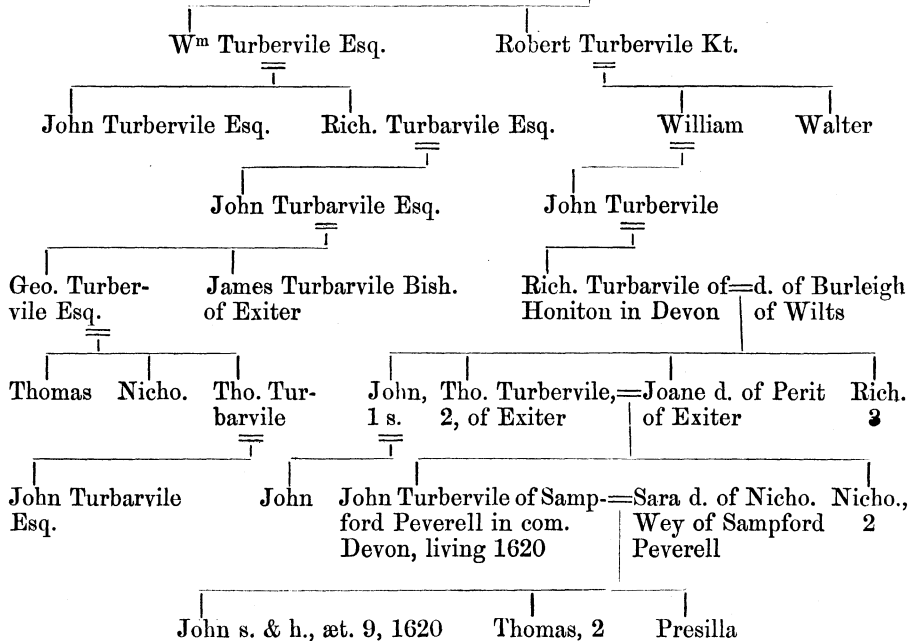 Wm Turbervile Esq. Robert Turbervile Kt.
John Turbervile Esq. Rich. Turbarvile Esq. William Walter
John Turbarvile Esq. John Turbervile
Geo. Turber- James Turbarvile Bish. Rich. Turbarvile of=d. of Burleigh
vile Esq. of Exiter Honiton in Devon of Wilts
Thomas Nicho. Tho. Tur- John, Tho. Turbervile,=Joane d. of Perit Rich.
barvile 1 s. 2, of Exiter of Exiter 3
John Turbarvile John John Turbervile of Samp-=Sara d. of Nicho. Nicho.,
Esq. ford Peverell in com. Wey of Sampford 2
Devon, living 1620 Peverell
John s. & h., æt. 9, 1620 Thomas, 2 Presilla